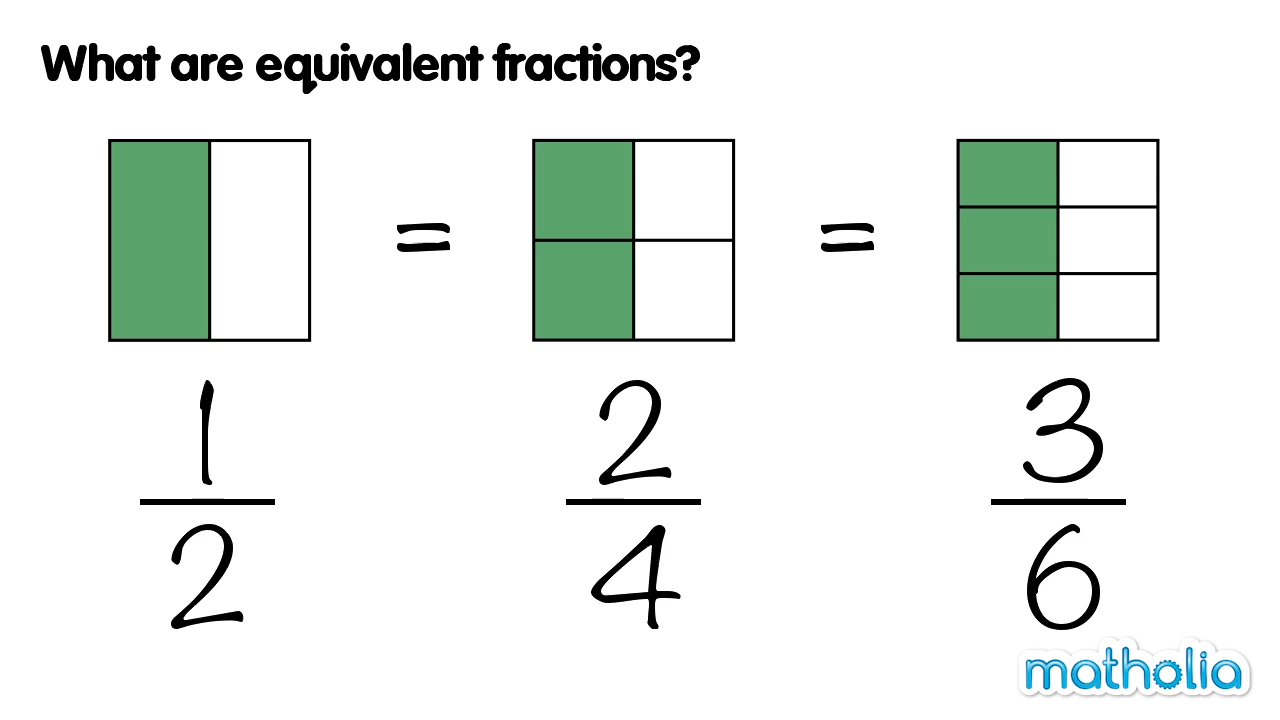 What are equivalent fractions?
= =
1 2 3
2 4 6
matholia